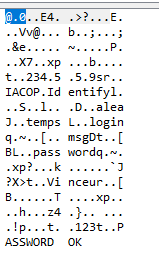 @.0..E4. .>?...E.
..Vv@...b..;...;
.&e.....~.....P.
..X7..xp...b....
t..234.5 5.9sr..
IACOP.Id entifyl.
..S..l.. .D..alea
J..temps L..login
q.~..[.. msgDt..[
BL..pass wordq.~.
.xp?...k ......`J
?X>t..Vi nceur..[
B......T ....xp..
..h...z4 .}.. ...
.!p...t. .123t..P
ASSWORD OK